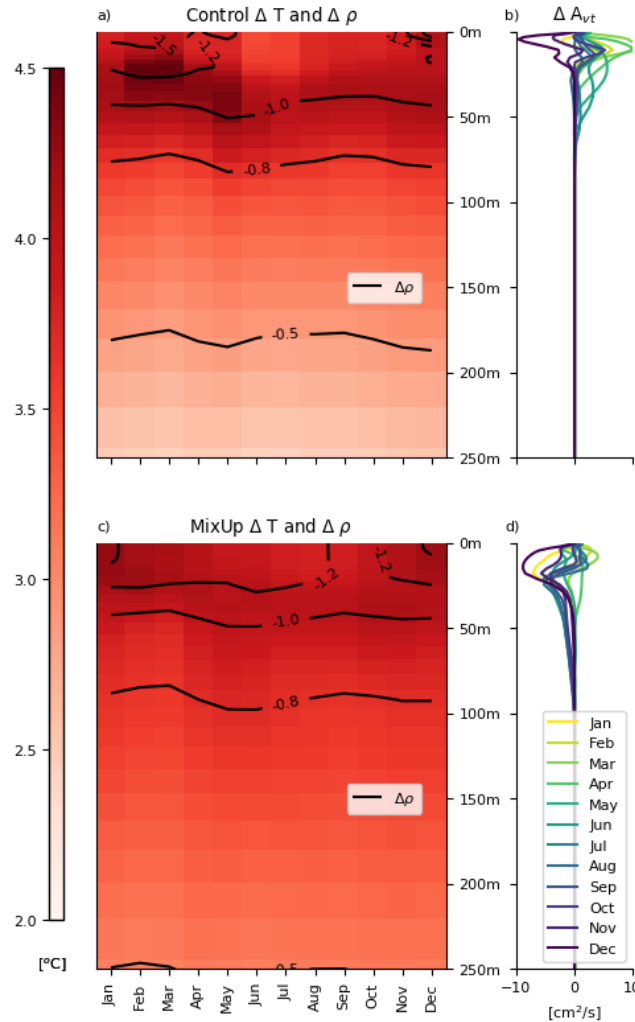 a)
Control Δ T and Δ ρ
b)
Δ A_vt
4.5
4.0
3.5
3.0
2.5
2.0
[°C]
-1.5
-1.2
-1.2
-1.0
-0.8
-0.5
Δρ
0m
50m
100m
150m
200m
250m
-10
0
10
c)
MixUp Δ T and Δ ρ
d)
-1.2
-1.2
-1.0
-0.8
Δρ
0m
50m
100m
150m
200m
250m
Jan
Feb
Mar
Apr
May
Jun
Jul
Aug
Sep
Oct
Nov
Dec
Jan
Feb
Mar
Apr
May
Jun
Jul
Aug
Sep
Oct
Nov
Dec
-10
0
10
[cm²/s]